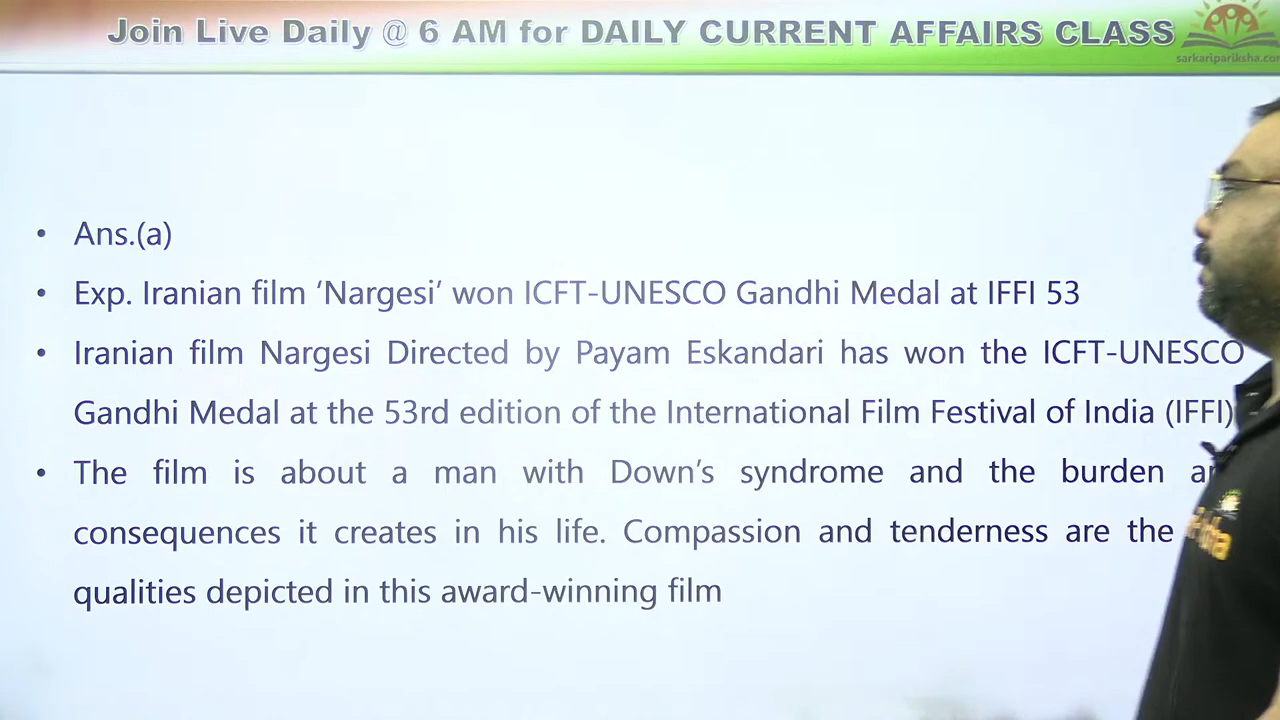 Join Live Daily @ 6 AM for DAILY CURRENT AFFAIRS CLASS
sarkaripariksha.com
• Ans.(a)
• Exp. Iranian film ‘Nargesi’ won ICFT-UNESCO Gandhi Medal at IFFI 53
• Iranian film Nargesi Directed by Payam Eskandari has won the ICFT-UNESCO
Gandhi Medal at the 53rd edition of the International Film Festival of India (IFFI)
• The film is about a man with Down’s syndrome and the burden
consequences it creates in his life. Compassion and tenderness are the
qualities depicted in this award-winning film